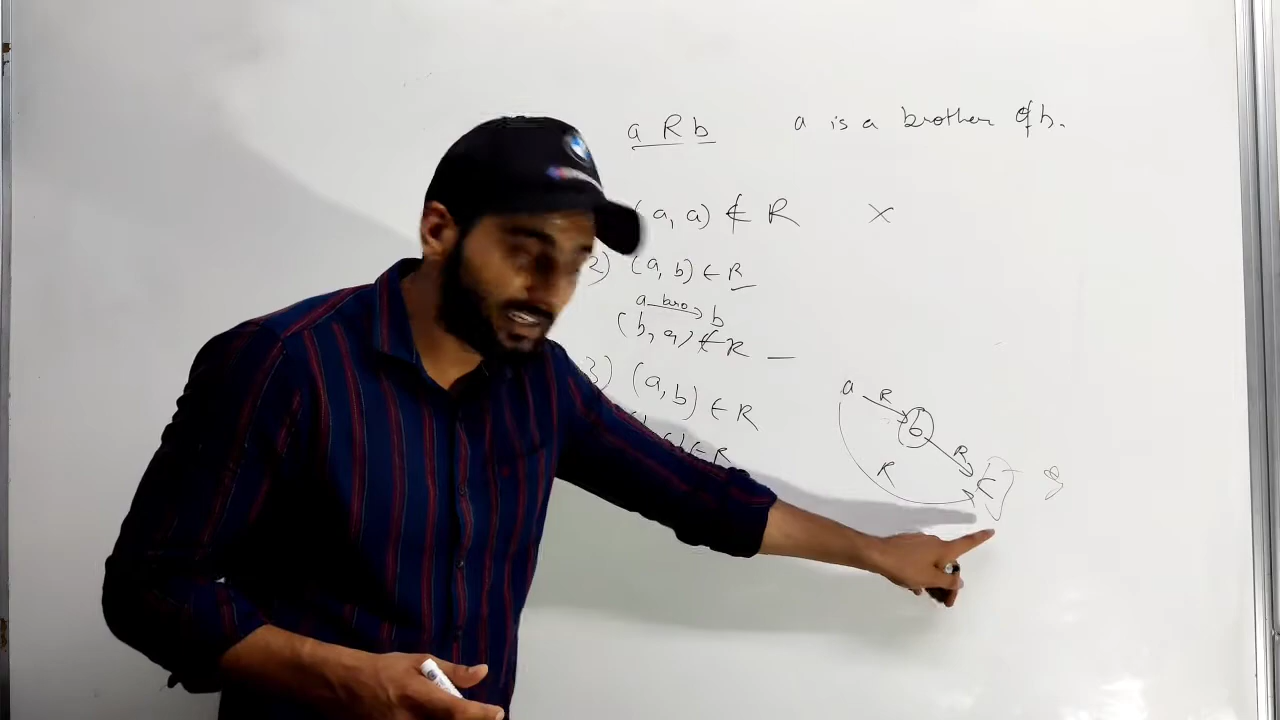 a R b a is a brother of b.
(a, a) ∉ R ×
2) (a, b) ∈ R
a bro b
(b, a) ∉ R —
3) (a, b) ∈ R
∈ R
a R b R c
R